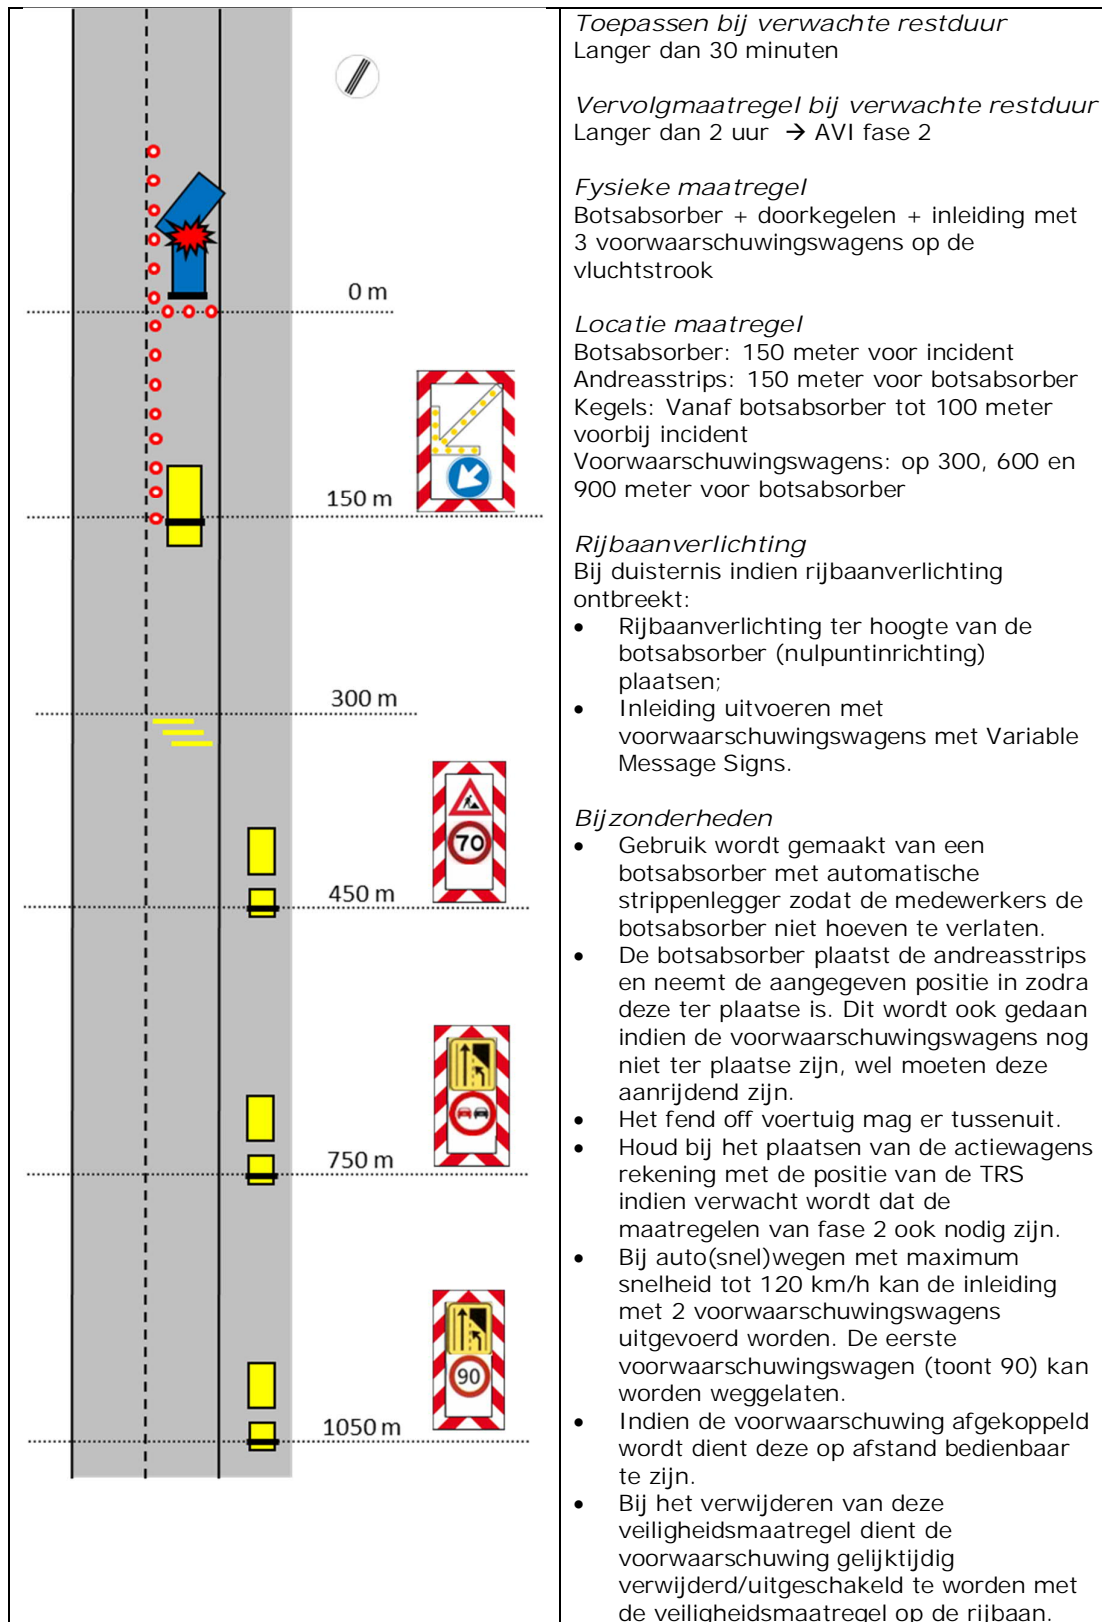 0 m
150 m
300 m
70
450 m
750 m
90
1050 m
Toepassen bij verwachte restduur
Langer dan 30 minuten
Vervolgmaatregel bij verwachte restduur
Langer dan 2 uur → AVI fase 2
Fysieke maatregel
Botsabsorber + doorkegelen + inleiding met
3 voorwaarschuwingswagens op de
vluchtstrook
Locatie maatregel
Botsabsorber: 150 meter voor incident
Andreasstrips: 150 meter voor botsabsorber
Kegels: Vanaf botsabsorber tot 100 meter
voorbij incident
Voorwaarschuwingswagens: op 300, 600 en
900 meter voor botsabsorber
Rijbaanverlichting
Bij duisternis indien rijbaanverlichting
ontbreekt:
• Rijbaanverlichting ter hoogte van de
botsabsorber (nulpuntinrichting)
plaatsen;
• Inleiding uitvoeren met
voorwaarschuwingswagens met Variable
Message Signs.
Bijzonderheden
• Gebruik wordt gemaakt van een
botsabsorber met automatische
strippenlegger zodat de medewerkers de
botsabsorber niet hoeven te verlaten.
• De botsabsorber plaatst de andreasstrips
en neemt de aangegeven positie in zodra
deze ter plaatse is. Dit wordt ook gedaan
indien de voorwaarschuwingswagens nog
niet ter plaatse zijn, wel moeten deze
aanrijdend zijn.
• Het fend off voertuig mag er tussenuit.
• Houd bij het plaatsen van de actiewagens
rekening met de positie van de TRS
indien verwacht wordt dat de
maatregelen van fase 2 ook nodig zijn.
• Bij auto(snel)wegen met maximum
snelheid tot 120 km/h kan de inleiding
met 2 voorwaarschuwingswagens
uitgevoerd worden. De eerste
voorwaarschuwingswagen (toont 90) kan
worden weggelaten.
• Indien de voorwaarschuwing afgekoppeld
wordt dient deze op afstand bedienbaar
te zijn.
• Bij het verwijderen van deze
veiligheidsmaatregel dient de
voorwaarschuwing gelijktijdig
verwijderd/uitgeschakeld te worden met
de veiligheidsmaatregel op de rijbaan.